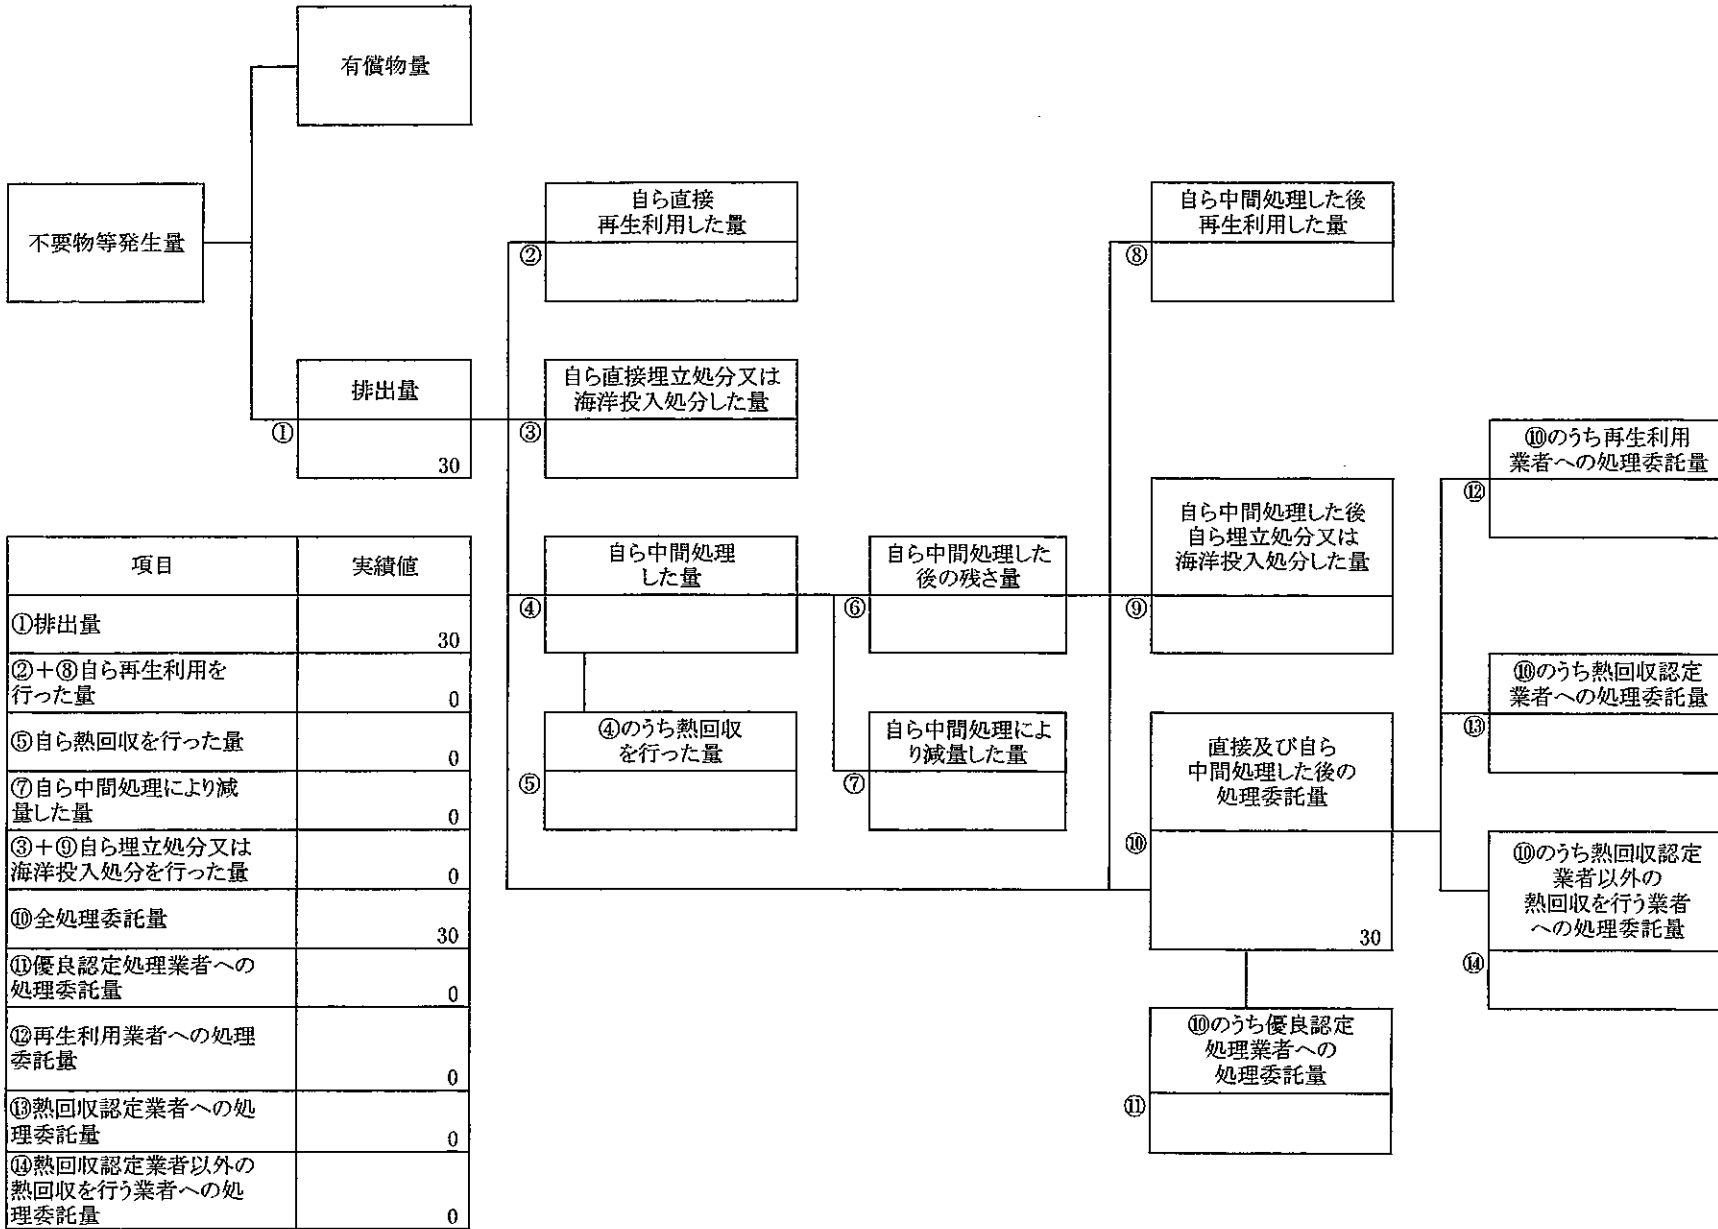 有償物量
不要物等発生量
排出量
①
30
自ら直接
再生利用した量
②
自ら直接埋立処分又は
海洋投入処分した量
③
自ら中間処理
した量
④
④のうち熱回収
を行った量
⑤
自ら中間処理した
後の残さ量
⑥
自ら中間処理によ
り減量した量
⑦
自ら中間処理した後
再生利用した量
⑧
自ら中間処理した後
自ら埋立処分又は
海洋投入処分した量
⑨
直接及び自ら
中間処理した後の
処理委託量
⑩
30
⑩のうち優良認定
処理業者への
処理委託量
⑪
⑩のうち再生利用
業者への処理委託量
⑫
⑩のうち熱回収認定
業者への処理委託量
⑬
⑩のうち熱回収認定
業者以外の
熱回収を行う業者
への処理委託量
⑭
項目 実績値
①排出量
30
②+⑧自ら再生利用を
行った量 0
⑤自ら熱回収を行った量
0
⑦自ら中間処理により減
量した量 0
③+⑨自ら埋立処分又は
海洋投入処分を行った量 0
⑩全処理委託量
30
⑪優良認定処理業者への
処理委託量 0
⑫再生利用業者への処理
委託量
0
⑬熱回収認定業者への処
理委託量 0
⑭熱回収認定業者以外の
熱回収を行う業者への処
理委託量 0